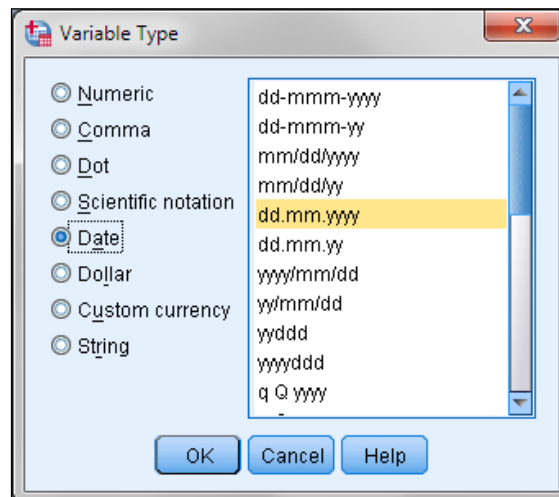 Variable Type
Numeric
Comma
Dot
Scientific notation
Date
Dollar
Custom currency
String
dd-mmm-yyyy
dd-mmm-yy
mm/dd/yyyy
mm/dd/yy
dd.mm.yyyy
dd.mm.yy
yyyy/mm/dd
yy/mm/dd
yyddd
yyyyddd
q Q yyyy
OK
Cancel
Help